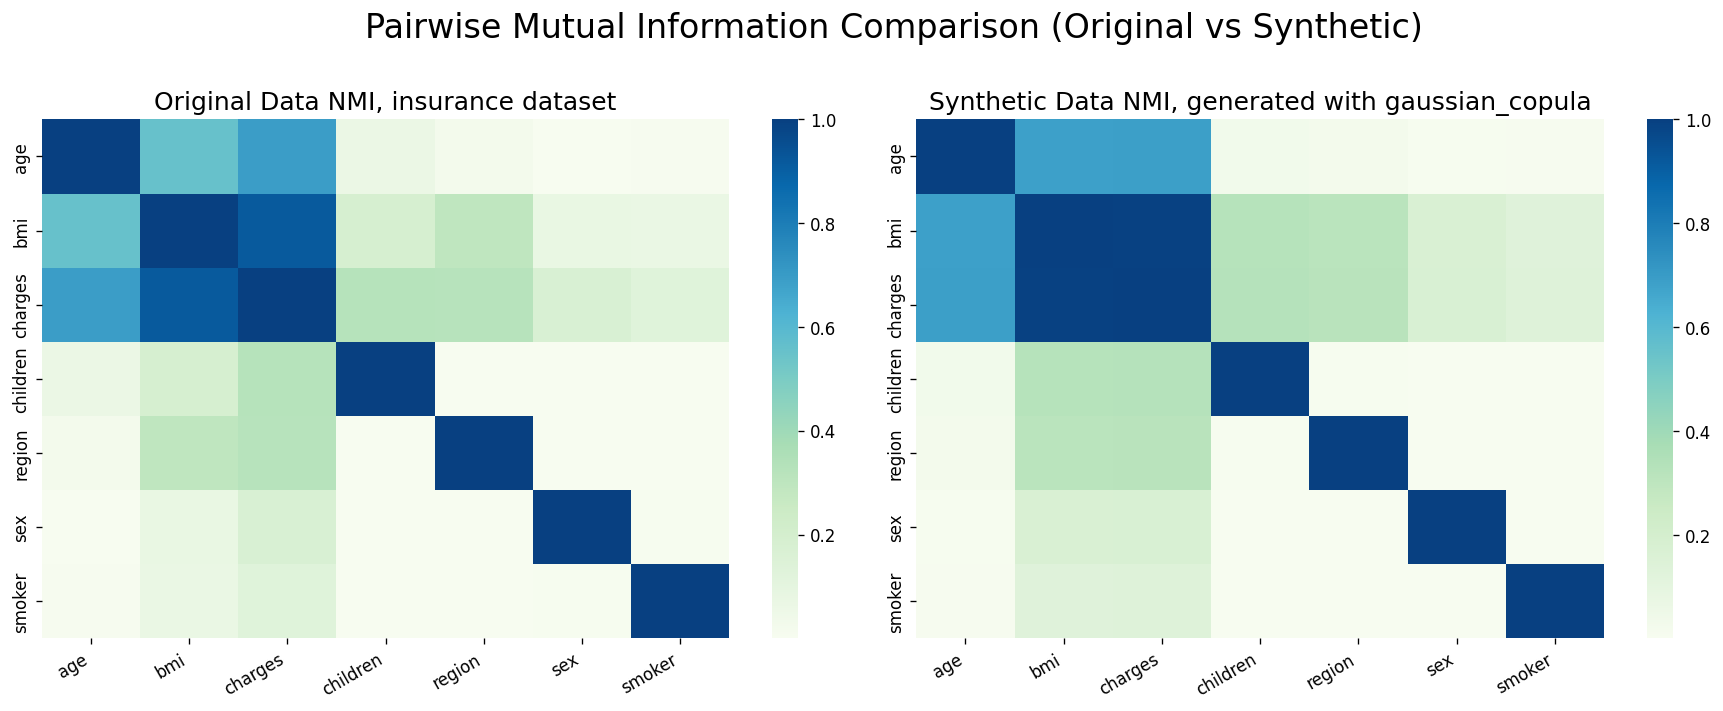 Pairwise Mutual Information Comparison (Original vs Synthetic)
Original Data NMI, insurance dataset
age
bmi
charges
children
region
sex
smoker
age
bmi
charges
children
region
sex
smoker
1.0
0.8
0.6
0.4
0.2
Synthetic Data NMI, generated with gaussian_copula
age
bmi
charges
children
region
sex
smoker
age
bmi
charges
children
region
sex
smoker
1.0
0.8
0.6
0.4
0.2